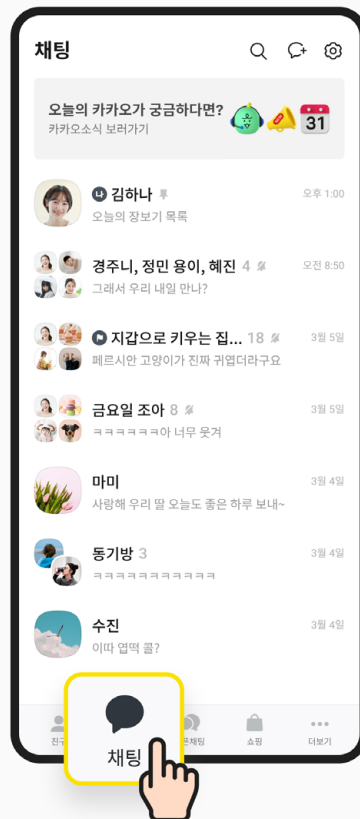 채팅
오늘의 카카오가 궁금하다면?
카카오소식 보러가기
31
나 김하나
오후 1:00
오늘의 장보기 목록
경주니, 정민 용이, 혜진 4
오전 8:50
그래서 우리 내일 만나?
지갑으로 키우는 집... 18
3월 5일
페르시안 고양이가 진짜 귀엽더라구요
금요일 조아 8
3월 5일
ㅋㅋㅋㅋㅋㅋ아 너무 웃겨
마미
3월 4일
사랑해 우리 딸 오늘도 좋은 하루 보내~
동기방 3
3월 4일
ㅋㅋㅋㅋㅋㅋㅋㅋㅋㅋㅋ
수진
3월 4일
이따 엽떡 콜?
채팅
쇼핑
더보기